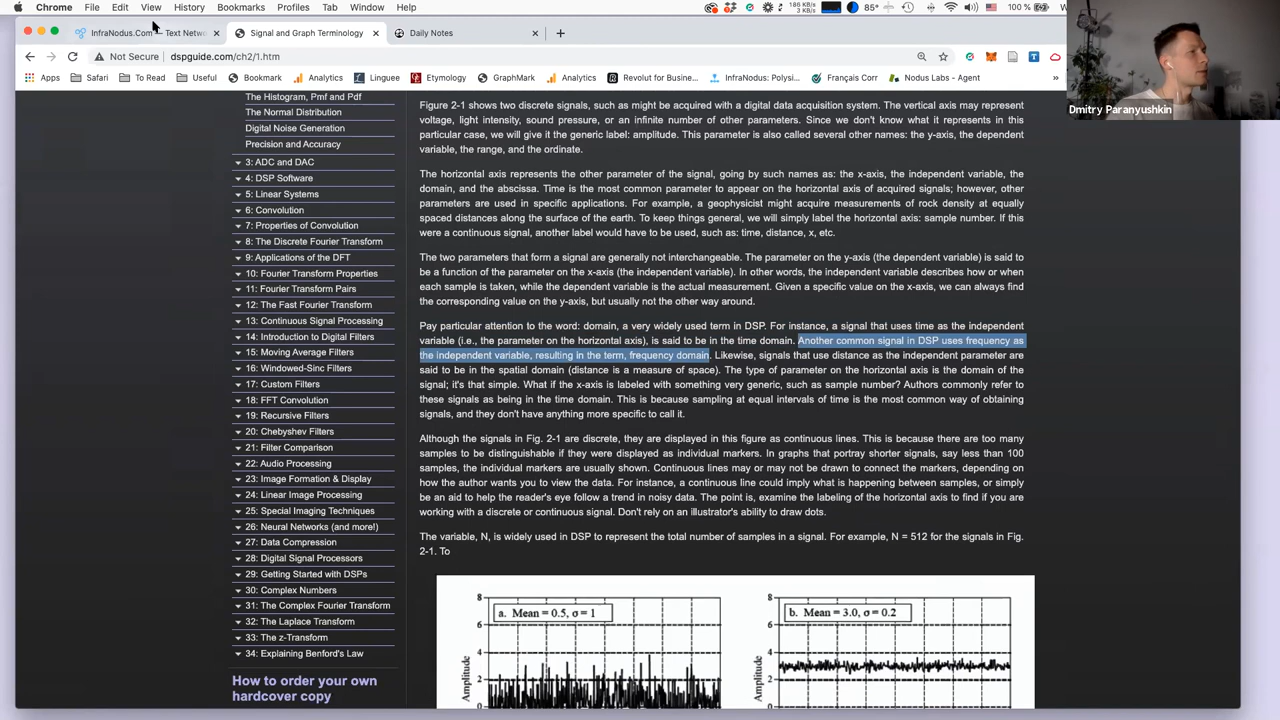 Chrome File Edit View History Bookmarks Profiles Tab Window Help 186 KB/s 3 KB/s 85° 100 %
InfraNodus.Com — Text Netwo × Signal and Graph Terminology × Daily Notes × +
Not Secure dspguide.com/ch2/1.htm
Apps Safari To Read Useful Bookmark Analytics Linguee GraphMark Analytics Revolut for Busine... InfraNodus: Polysi... Français Corr Nodus Labs - Agent »
Dmitry Paranyushkin
The Histogram, Pmf and Pdf
The Normal Distribution
Digital Noise Generation
Precision and Accuracy
3: ADC and DAC
4: DSP Software
5: Linear Systems
6: Convolution
7: Properties of Convolution
8: The Discrete Fourier Transform
9: Applications of the DFT
10: Fourier Transform Properties
11: Fourier Transform Pairs
12: The Fast Fourier Transform
13: Continuous Signal Processing
14: Introduction to Digital Filters
15: Moving Average Filters
16: Windowed-Sinc Filters
17: Custom Filters
18: FFT Convolution
19: Recursive Filters
20: Chebyshev Filters
21: Filter Comparison
22: Audio Processing
23: Image Formation & Display
24: Linear Image Processing
25: Special Imaging Techniques
26: Neural Networks (and more!)
27: Data Compression
28: Digital Signal Processors
29: Getting Started with DSPs
30: Complex Numbers
31: The Complex Fourier Transform
32: The Laplace Transform
33: The z-Transform
34: Explaining Benford's Law
How to order your own
hardcover copy
Figure 2-1 shows two discrete signals, such as might be acquired with a digital data acquisition system. The vertical axis may represent
voltage, light intensity, sound pressure, or an infinite number of other parameters. Since we don't know what it represents in this
particular case, we will give it the generic label: amplitude. This parameter is also called several other names: the y-axis, the dependent
variable, the range, and the ordinate.
The horizontal axis represents the other parameter of the signal, going by such names as: the x-axis, the independent variable, the
domain, and the abscissa. Time is the most common parameter to appear on the horizontal axis of acquired signals; however, other
parameters are used in specific applications. For example, a geophysicist might acquire measurements of rock density at equally
spaced distances along the surface of the earth. To keep things general, we will simply label the horizontal axis: sample number. If this
were a continuous signal, another label would have to be used, such as: time, distance, x, etc.
The two parameters that form a signal are generally not interchangeable. The parameter on the y-axis (the dependent variable) is said to
be a function of the parameter on the x-axis (the independent variable). In other words, the independent variable describes how or when
each sample is taken, while the dependent variable is the actual measurement. Given a specific value on the x-axis, we can always find
the corresponding value on the y-axis, but usually not the other way around.
Pay particular attention to the word: domain, a very widely used term in DSP. For instance, a signal that uses time as the independent
variable (i.e., the parameter on the horizontal axis), is said to be in the time domain. Another common signal in DSP uses frequency as
the independent variable, resulting in the term, frequency domain. Likewise, signals that use distance as the independent parameter are
said to be in the spatial domain (distance is a measure of space). The type of parameter on the horizontal axis is the domain of the
signal; it's that simple. What if the x-axis is labeled with something very generic, such as sample number? Authors commonly refer to
these signals as being in the time domain. This is because sampling at equal intervals of time is the most common way of obtaining
signals, and they don't have anything more specific to call it.
Although the signals in Fig. 2-1 are discrete, they are displayed in this figure as continuous lines. This is because there are too many
samples to be distinguishable if they were displayed as individual markers. In graphs that portray shorter signals, say less than 100
samples, the individual markers are usually shown. Continuous lines may or may not be drawn to connect the markers, depending on
how the author wants you to view the data. For instance, a continuous line could imply what is happening between samples, or simply
be an aid to help the reader's eye follow a trend in noisy data. The point is, examine the labeling of the horizontal axis to find if you are
working with a discrete or continuous signal. Don't rely on an illustrator's ability to draw dots.
The variable, N, is widely used in DSP to represent the total number of samples in a signal. For example, N = 512 for the signals in Fig.
2-1. To
a. Mean = 0.5, σ = 1
8
6
4
2
0
Amplitude
b. Mean = 3.0, σ = 0.2
8
6
4
2
0
Amplitude